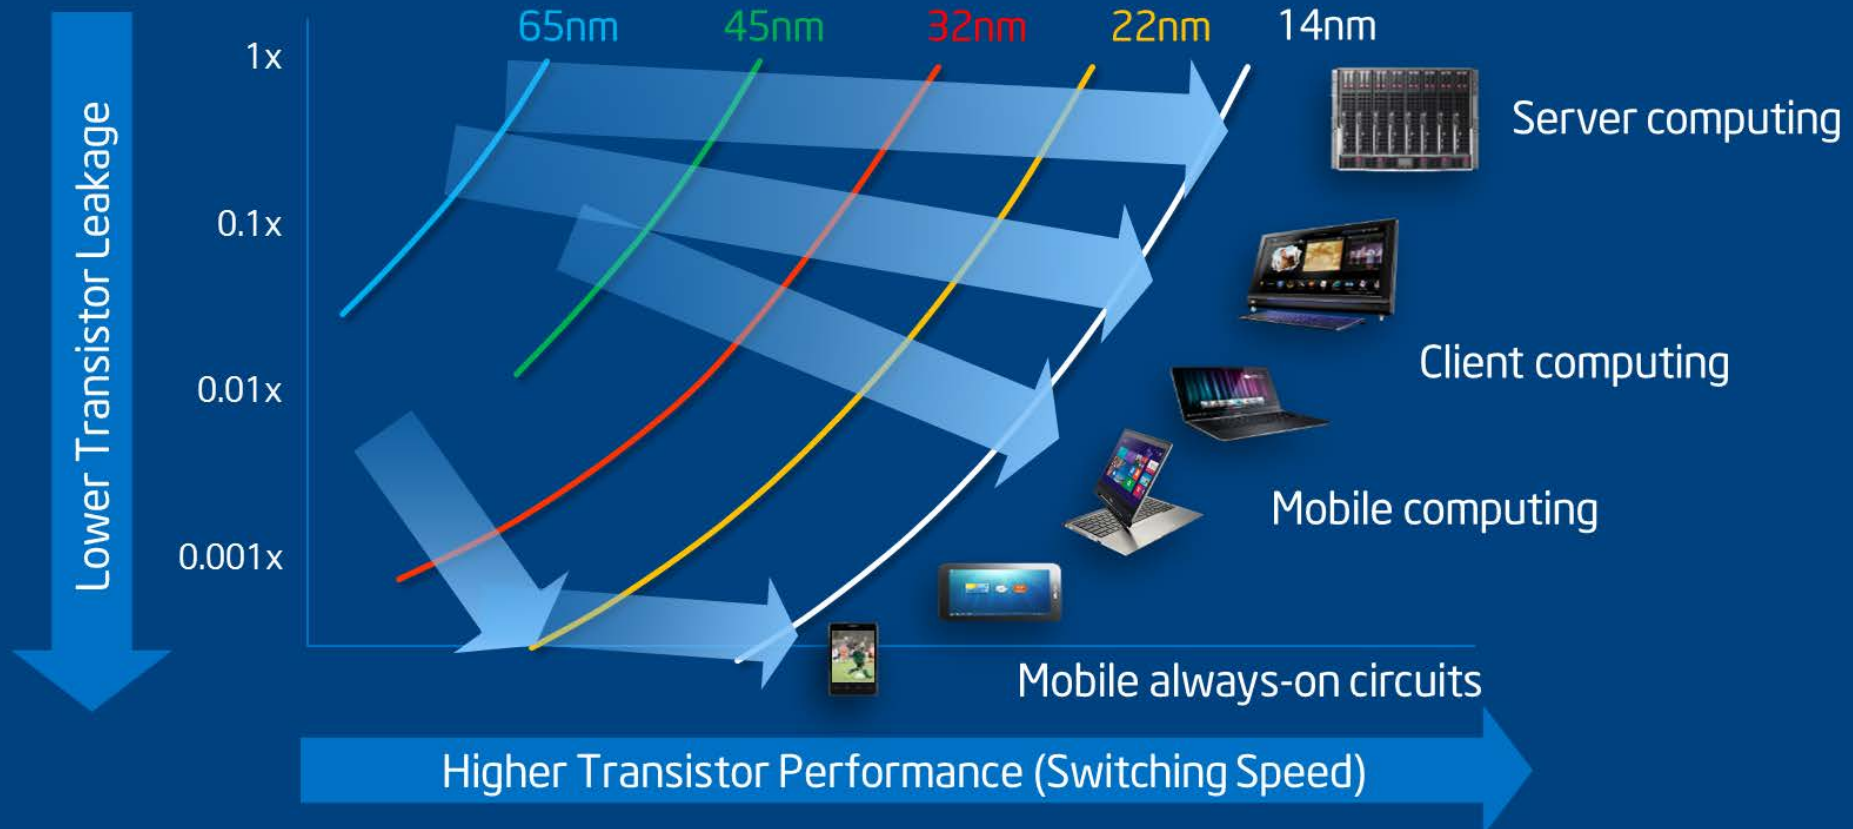 65nm
45nm
32nm
22nm
14nm
1x
0.1x
0.01x
0.001x
Lower Transistor Leakage
Server computing
Client computing
Mobile computing
Mobile always-on circuits
Higher Transistor Performance (Switching Speed)